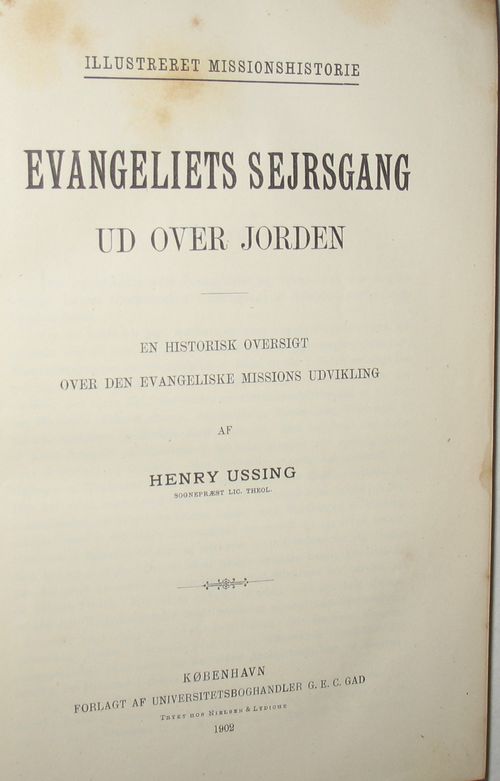 ILLUSTRERET MISSIONSHISTORIE
EVANGELIETS SEJRSGANG
UD OVER JORDEN
EN HISTORISK OVERSIGT
OVER DEN EVANGELISKE MISSIONS UDVIKLING
AF
HENRY USSING
SOGNEPRÆST LIC. THEOL.
KØBENHAVN
FORLAGT AF UNIVERSITETSBOGHANDLER G. E. C. GAD
TRYKT HOS NIELSEN & LYDICHE
1902